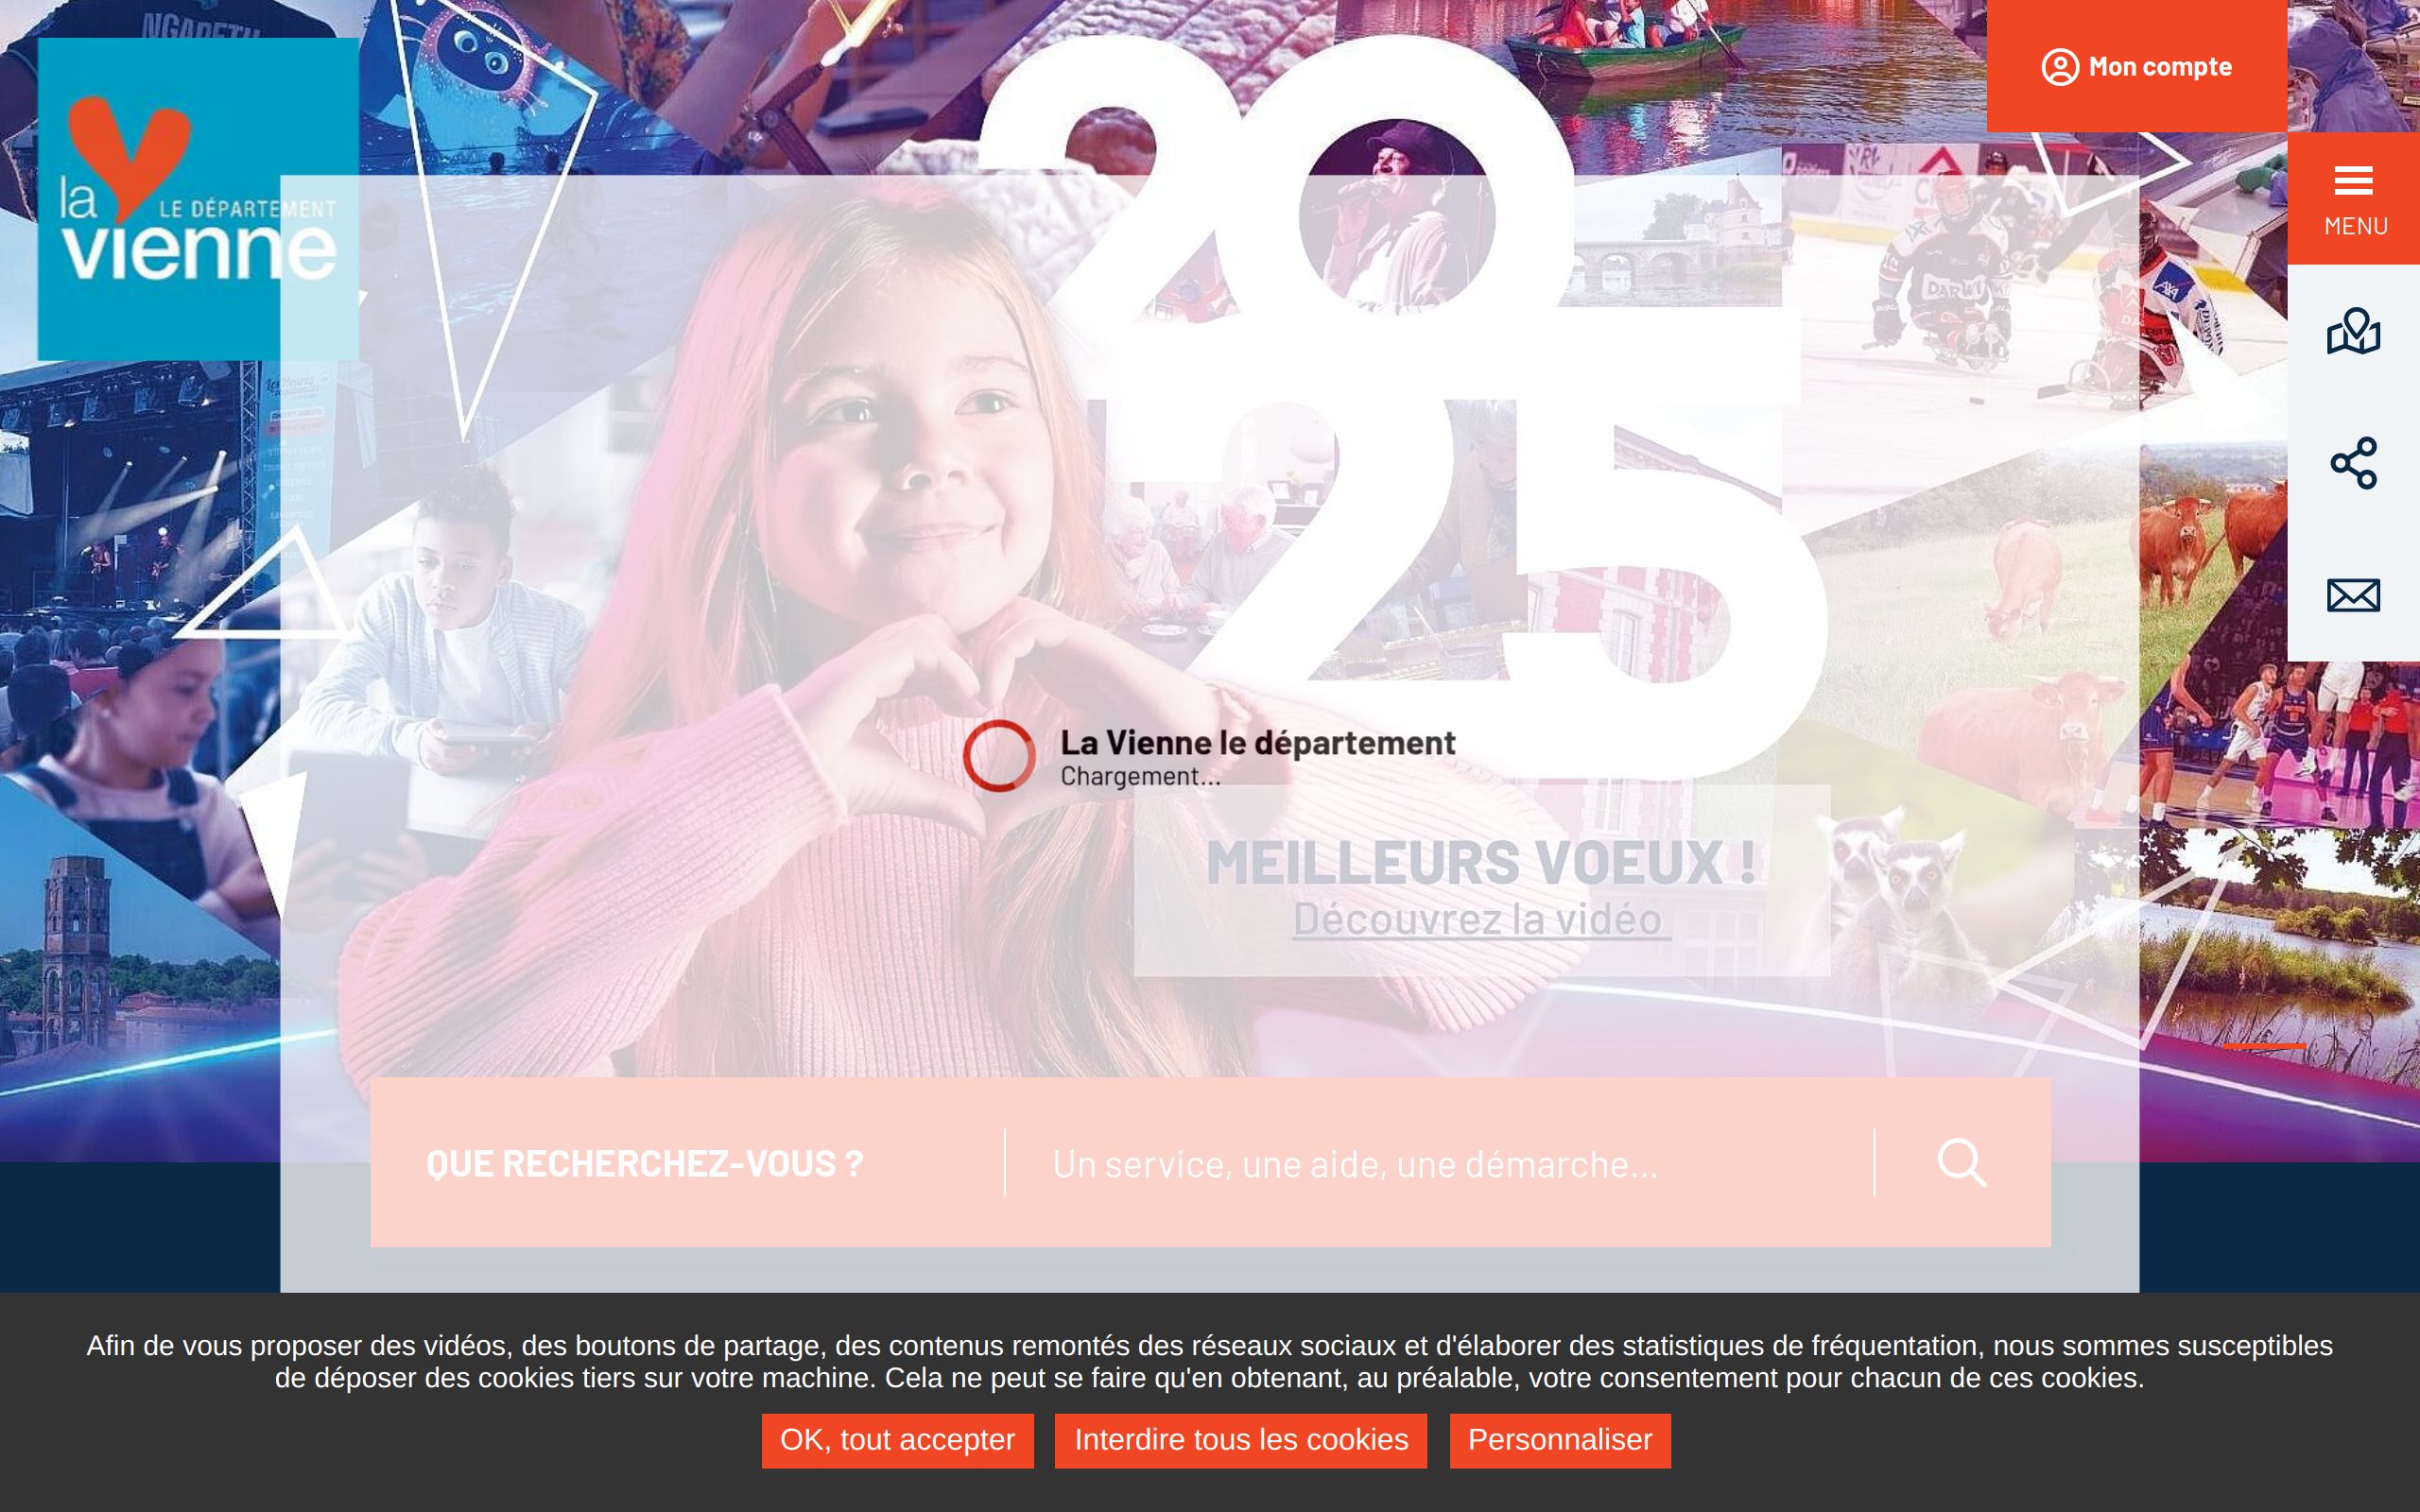 Mon compte
la
LE DÉPARTEMENT
vienne
MENU
2025
La Vienne le département
Chargement...
MEILLEURS VOEUX !
Découvrez la vidéo
QUE RECHERCHEZ-VOUS ?
Un service, une aide, une démarche...
Afin de vous proposer des vidéos, des boutons de partage, des contenus remontés des réseaux sociaux et d'élaborer des statistiques de fréquentation, nous sommes susceptibles
de déposer des cookies tiers sur votre machine. Cela ne peut se faire qu'en obtenant, au préalable, votre consentement pour chacun de ces cookies.
OK, tout accepter
Interdire tous les cookies
Personnaliser